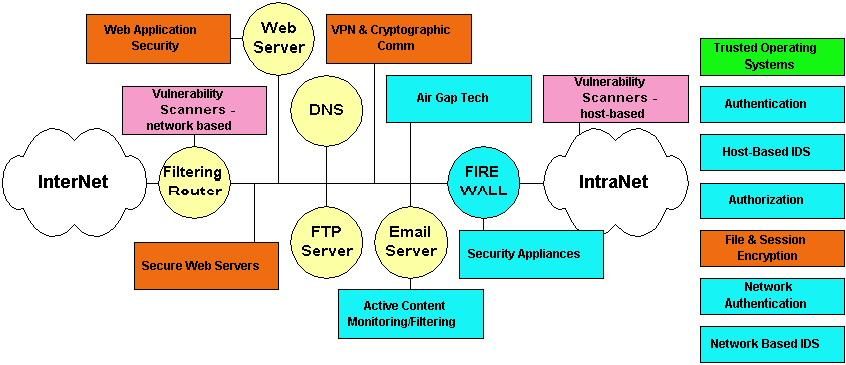 Web Application
Security
Web
Server
VPN & Cryptographic
Comm
Trusted Operating
Systems
Vulnerability
Scanners -
network based
DNS
Air Gap Tech
Vulnerability
Scanners -
host-based
Authentication
Host-Based IDS
InterNet
Filtering
Router
FIRE
WALL
IntraNet
Authorization
FTP
Server
Email
Server
Secure Web Servers
Security Appliances
File & Session
Encryption
Active Content
Monitoring/Filtering
Network
Authentication
Network Based IDS